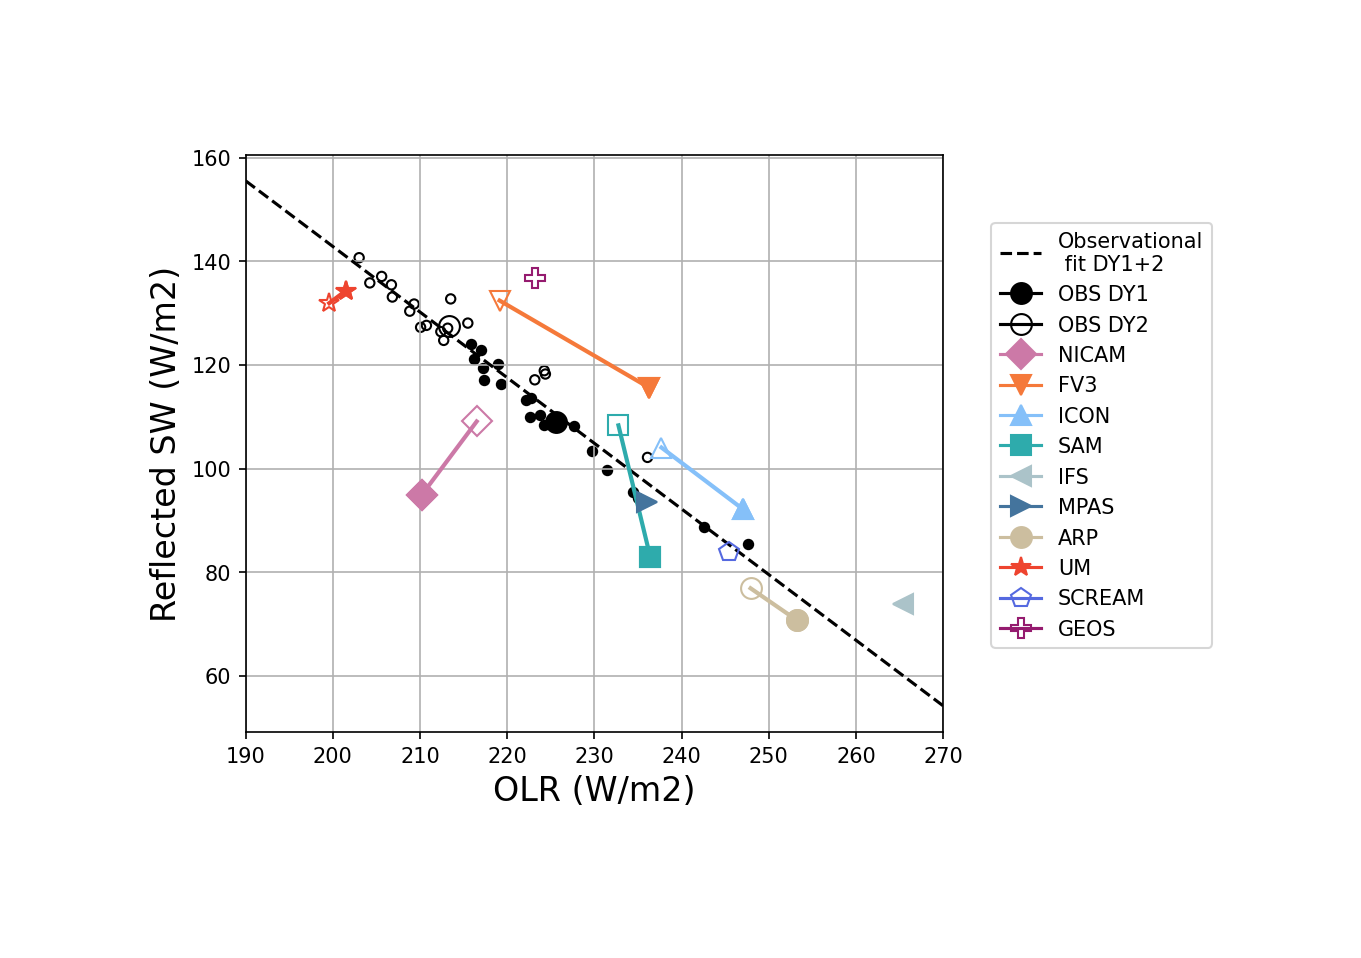 160
140
120
100
80
60
Reflected SW (W/m2)
190 200 210 220 230 240 250 260 270
OLR (W/m2)
Observational
fit DY1+2
OBS DY1
OBS DY2
NICAM
FV3
ICON
SAM
IFS
MPAS
ARP
UM
SCREAM
GEOS